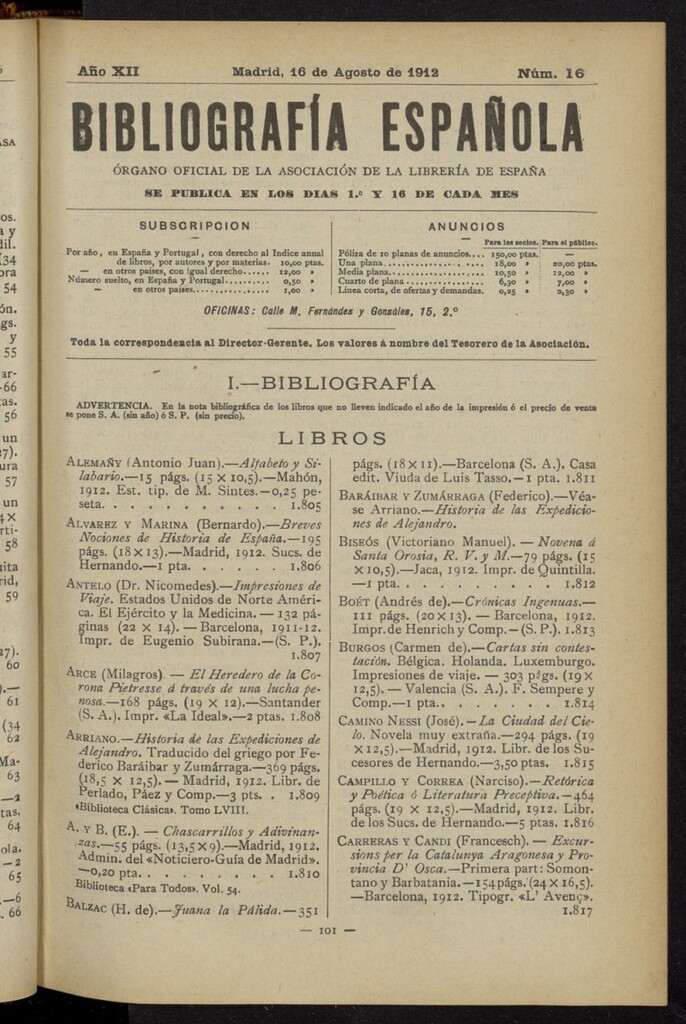 Año XII
Madrid, 16 de Agosto de 1912
Núm. 16
BIBLIOGRAFÍA ESPAÑOLA
ÓRGANO OFICIAL DE LA ASOCIACIÓN DE LA LIBRERÍA DE ESPAÑA
SE PUBLICA EN LOS DIAS 1.º Y 16 DE CADA MES
SUBSCRIPCION
Por año, en España y Portugal, con derecho al Indice anual
de libros, por autores y por materias. 10,00 ptas.
— en otros países, con igual derecho...... 12,00 »
Número suelto, en España y Portugal....... 0,50 »
— en otros países............ 1,00 »
ANUNCIOS
Para los socios. Para el público.
Póliza de 10 planas de anuncios.... 150,00 ptas. —
Una plana........................ 18,00 » 20,00 ptas.
Media plana...................... 10,50 » 12,00 »
Cuarto de plana.................. 6,30 » 7,00 »
Línea corta, de ofertas y demandas. 0,25 » 0,30 »
OFICINAS: Calle M. Fernández y González, 15, 2.º
Toda la correspondencia al Director-Gerente. Los valores á nombre del Tesorero de la Asociación.
I.—BIBLIOGRAFÍA
ADVERTENCIA. En la nota bibliográfica de los libros que no lleven indicado el año de la impresión ó el precio de venta
se pone S. A. (sin año) ó S. P. (sin precio).
LIBROS
ALEMAÑY (Antonio Juan).—Alfabeto y Si-
labario.—15 págs. (15 × 10,5).—Mahón,
1912. Est. tip. de M. Sintes.—0,25 pe-
seta. . . . . . . . . . . 1.805
ALVAREZ Y MARINA (Bernardo).—Breves
Nociones de Historia de España.—195
págs. (18 × 13).—Madrid, 1912. Sucs. de
Hernando.—1 pta. . . . . . 1.806
ANTELO (Dr. Nicomedes).—Impresiones de
Viaje. Estados Unidos de Norte Améri-
ca. El Ejército y la Medicina. — 132 pá-
ginas (22 × 14). — Barcelona, 1911-12.
Impr. de Eugenio Subirana.—(S. P.).
1.807
ARCE (Milagros). — El Heredero de la Co-
rona Pietresse á través de una lucha pe-
nosa.—168 págs. (19 × 12).—Santander
(S. A.). Impr. «La Ideal».—2 ptas. 1.808
ARRIANO.—Historia de las Expediciones de
Alejandro. Traducido del griego por Fe-
derico Baráibar y Zumárraga.—369 págs.
(18,5 × 12,5). — Madrid, 1912. Libr. de
Perlado, Páez y Comp.—3 pts. . 1.809
«Biblioteca Clásica». Tomo LVIII.
A. Y B. (E.). — Chascarrillos y Adivinan-
zas.—55 págs. (13,5 × 9).—Madrid, 1912.
Admin. del «Noticiero-Guía de Madrid».
—0,20 pta. . . . . . . . 1.810
Biblioteca «Para Todos». Vol. 54.
BALZAC (H. de).—Juana la Pálida.—351
págs. (18 × 11).—Barcelona (S. A.). Casa
edit. Viuda de Luis Tasso.—1 pta. 1.811
BARÁIBAR Y ZUMÁRRAGA (Federico).—Véa-
se Arriano.—Historia de las Expedicio-
nes de Alejandro.
BISEÓS (Victoriano Manuel). — Novena á
Santa Orosia, R. V. y M.—79 págs. (15
× 10,5).—Jaca, 1912. Impr. de Quintilla.
—1 pta. . . . . . . . . . 1.812
BOËT (Andrés de).—Crónicas Ingenuas.—
111 págs. (20 × 13). — Barcelona, 1912.
Impr. de Henrich y Comp.—(S. P.). 1.813
BURGOS (Carmen de).—Cartas sin contes-
tación. Bélgica. Holanda. Luxemburgo.
Impresiones de viaje. — 303 págs. (19 ×
12,5). — Valencia (S. A.). F. Sempere y
Comp.—1 pta. . . . . . . . 1.814
CAMINO NESSI (José). — La Ciudad del Cie-
lo. Novela muy extraña.—294 págs. (19
× 12,5).—Madrid, 1912. Libr. de los Su-
cesores de Hernando.—3,50 ptas. 1.815
CAMPILLO Y CORREA (Narciso).—Retórica
y Poética ó Literatura Preceptiva. — 464
págs. (19 × 12,5).—Madrid, 1912. Libr.
de los Sucs. de Hernando.—5 ptas. 1.816
CARRERAS Y CANDI (Francesch). — Excur-
sions per la Catalunya Aragonesa y Pro-
vincia D' Osca.—Primera part: Somon-
tano y Barbatania.—154 págs. (24 × 16,5).
—Barcelona, 1912. Tipogr. «L' Avenç».
1.817
— 101 —